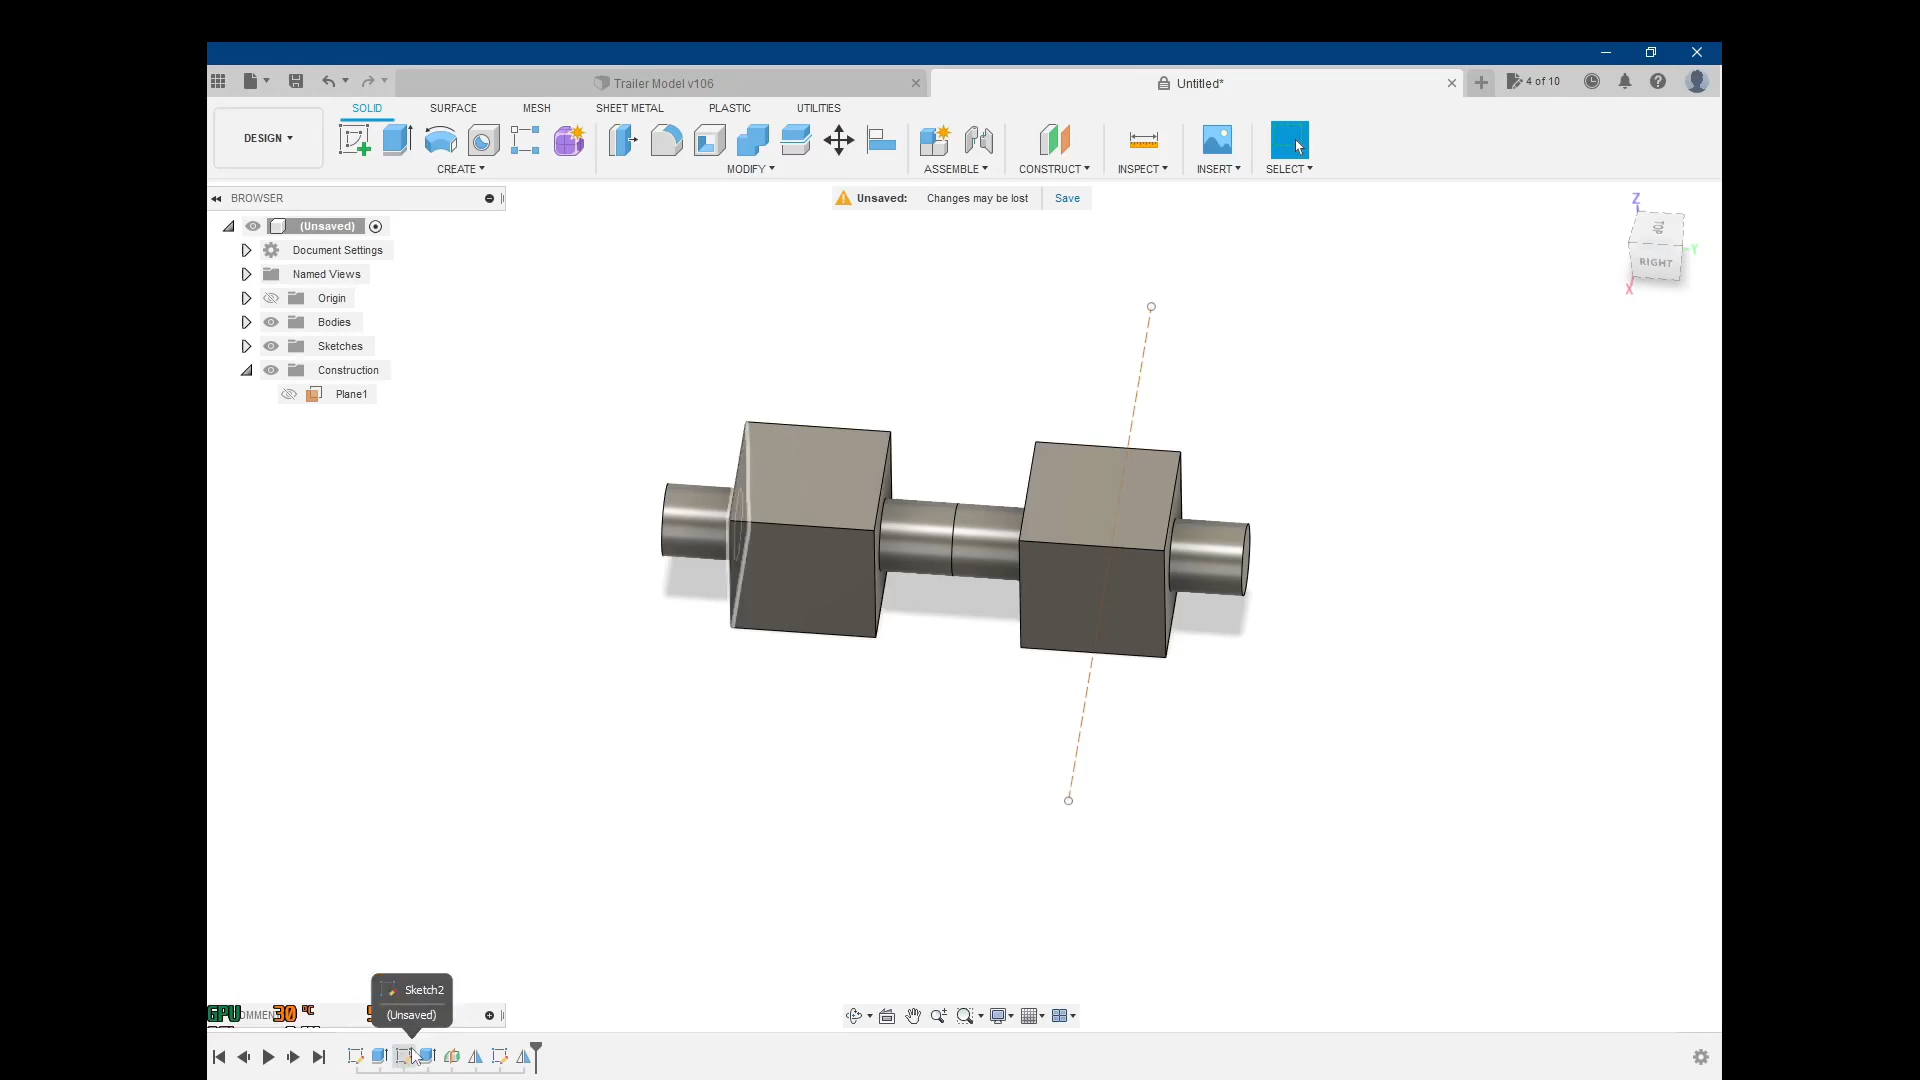 Trailer Model v106
Untitled*
4 of 10
DESIGN
SOLID
SURFACE
MESH
SHEET METAL
PLASTIC
UTILITIES
CREATE
MODIFY
ASSEMBLE
CONSTRUCT
INSPECT
INSERT
SELECT
BROWSER
Unsaved: Changes may be lost Save
(Unsaved)
Document Settings
Named Views
Origin
Bodies
Sketches
Construction
Plane1
Z
TOP
Y
RIGHT
X
Sketch2
(Unsaved)
GPU 30 °C